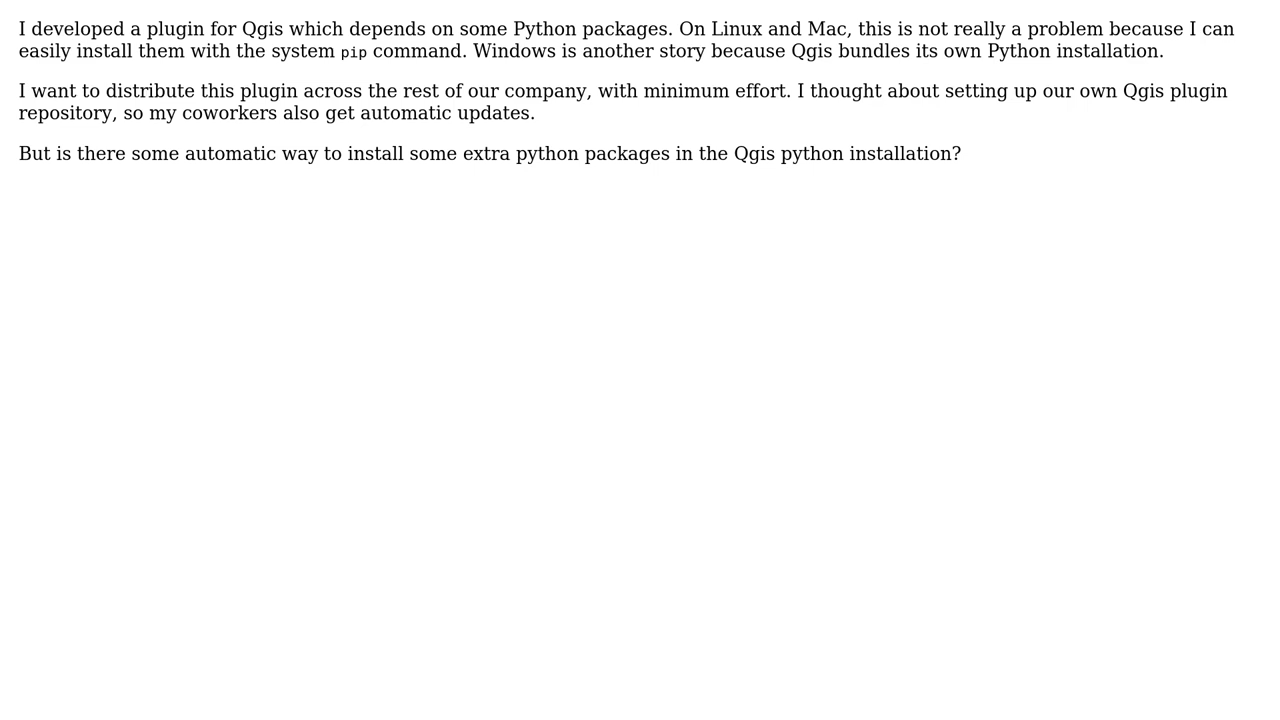 I developed a plugin for Qgis which depends on some Python packages. On Linux and Mac, this is not really a problem because I can
easily install them with the system pip command. Windows is another story because Qgis bundles its own Python installation.
I want to distribute this plugin across the rest of our company, with minimum effort. I thought about setting up our own Qgis plugin
repository, so my coworkers also get automatic updates.
But is there some automatic way to install some extra python packages in the Qgis python installation?